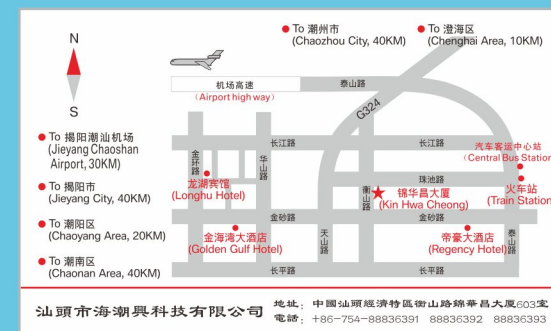 To 潮州市
(Chaozhou City, 40KM)
To 澄海区
(Chenghai Area, 10KM)
N
S
机场高速
(Airport high way)
泰山路
G324
To 揭阳潮汕机场
(Jieyang Chaoshan
Airport, 30KM)
To 揭阳市
(Jieyang City, 40KM)
To 潮阳区
(Chaoyang Area, 20KM)
To 潮南区
(Chaonan Area, 40KM)
长江路
长江路
汽车客运中心站
(Central Bus Station
金环路
华山路
珠池路
龙湖宾馆
(Longhu Hotel)
衡山路
锦华昌大厦
(Kin Hwa Cheong)
火车站
(Train Station
金砂路
金砂路
金海湾大酒店
(Golden Gulf Hotel)
天山路
帝豪大酒店
(Regency Hotel)
泰山路
长平路
长平路
汕頭市海潮興科技有限公司
地址：中國汕頭經濟特區衡山路錦華昌大厦603室
電話：+86-754-88836391 88836392 88836393